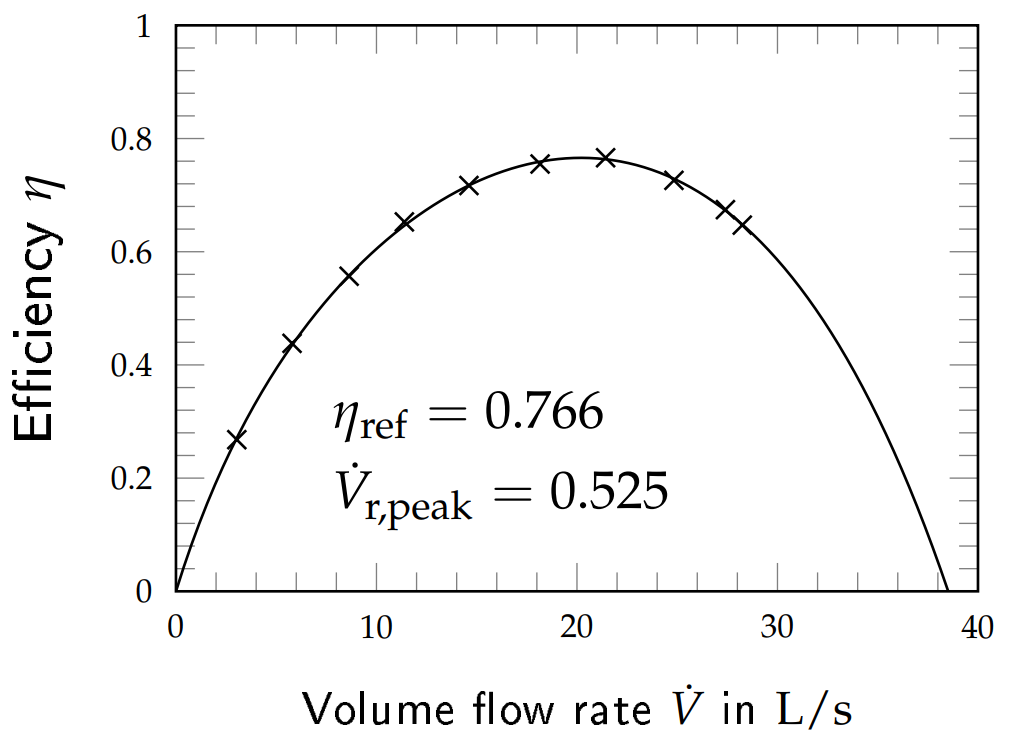 1
0.8
0.6
0.4
0.2
0
Efficiency η
η_ref = 0.766
V̇_r,peak = 0.525
0 10 20 30 40
Volume flow rate V̇ in L/s